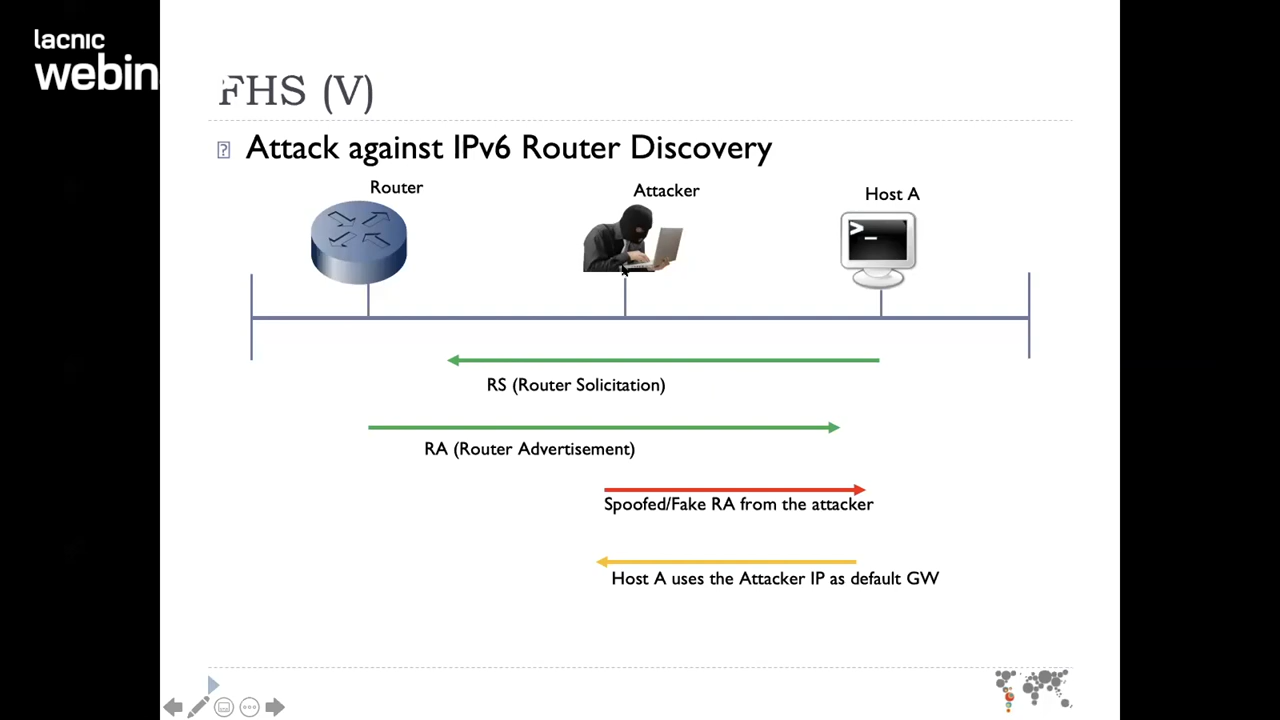 lacnic
webin
FHS (V)
Attack against IPv6 Router Discovery
Router
Attacker
Host A
>_
RS (Router Solicitation)
RA (Router Advertisement)
Spoofed/Fake RA from the attacker
Host A uses the Attacker IP as default GW